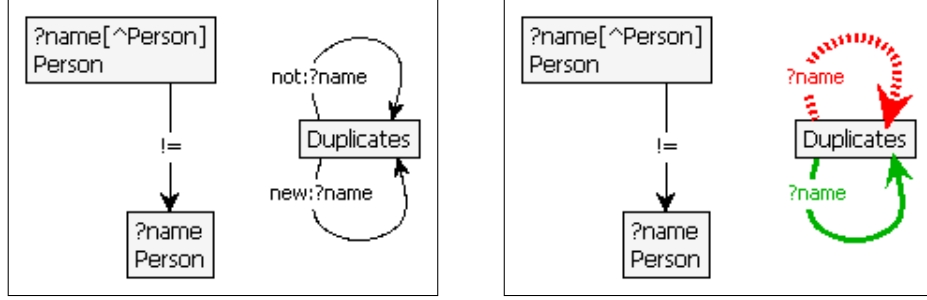 ?name[^Person]
Person
!=
?name
Person
not:?name
Duplicates
new:?name
?name[^Person]
Person
!=
?name
Person
?name
Duplicates
?name